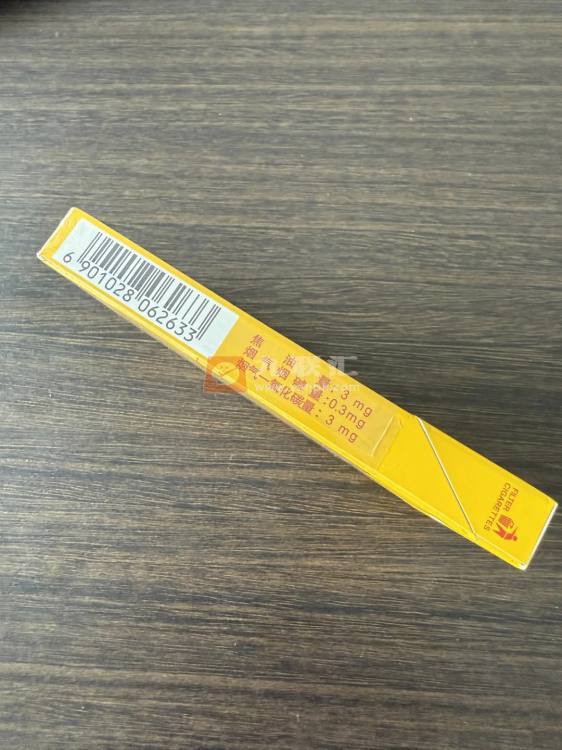 6 901028 062633
焦油量：3 mg
烟气烟碱量：0.3mg
烟气一氧化碳量：3 mg
FILTER
CIGARETTES